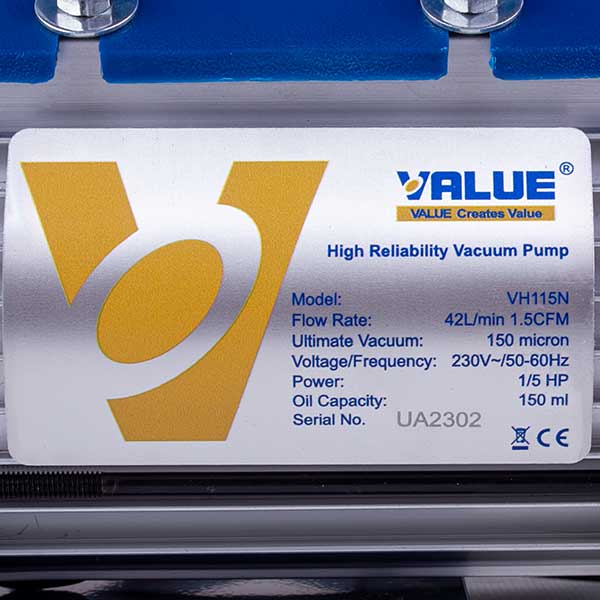 VALUE®
VALUE Creates Value
High Reliability Vacuum Pump
Model: VH115N
Flow Rate: 42L/min 1.5CFM
Ultimate Vacuum: 150 micron
Voltage/Frequency: 230V~/50-60Hz
Power: 1/5 HP
Oil Capacity: 150 ml
Serial No. UA2302
CE